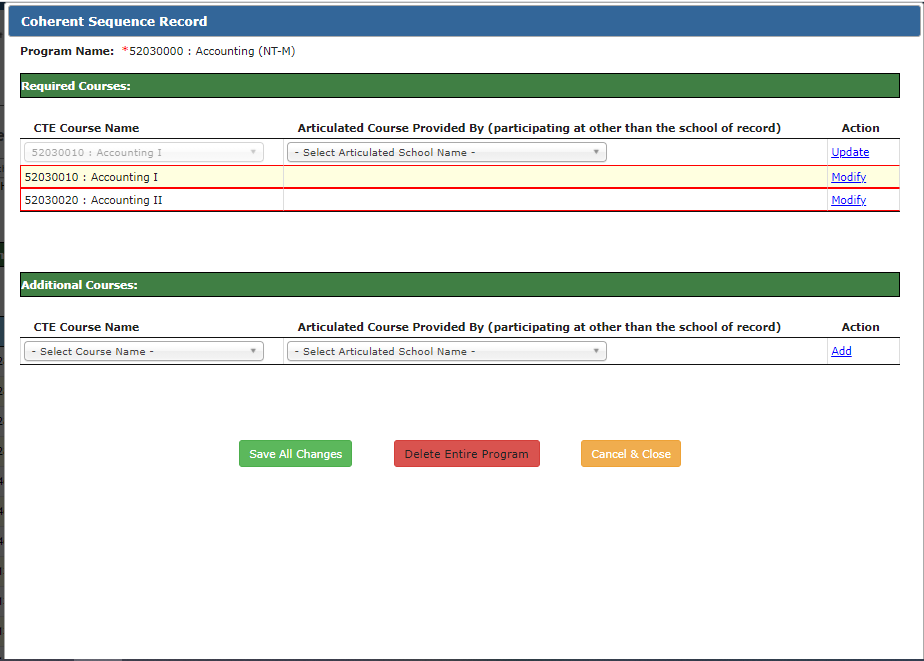 Coherent Sequence Record
Program Name: *52030000 : Accounting (NT-M)
Required Courses:
CTE Course Name Articulated Course Provided By (participating at other than the school of record) Action
52030010 : Accounting I - Select Articulated School Name - Update
52030010 : Accounting I Modify
52030020 : Accounting II Modify
Additional Courses:
CTE Course Name Articulated Course Provided By (participating at other than the school of record) Action
- Select Course Name - - Select Articulated School Name - Add
Save All Changes Delete Entire Program Cancel & Close